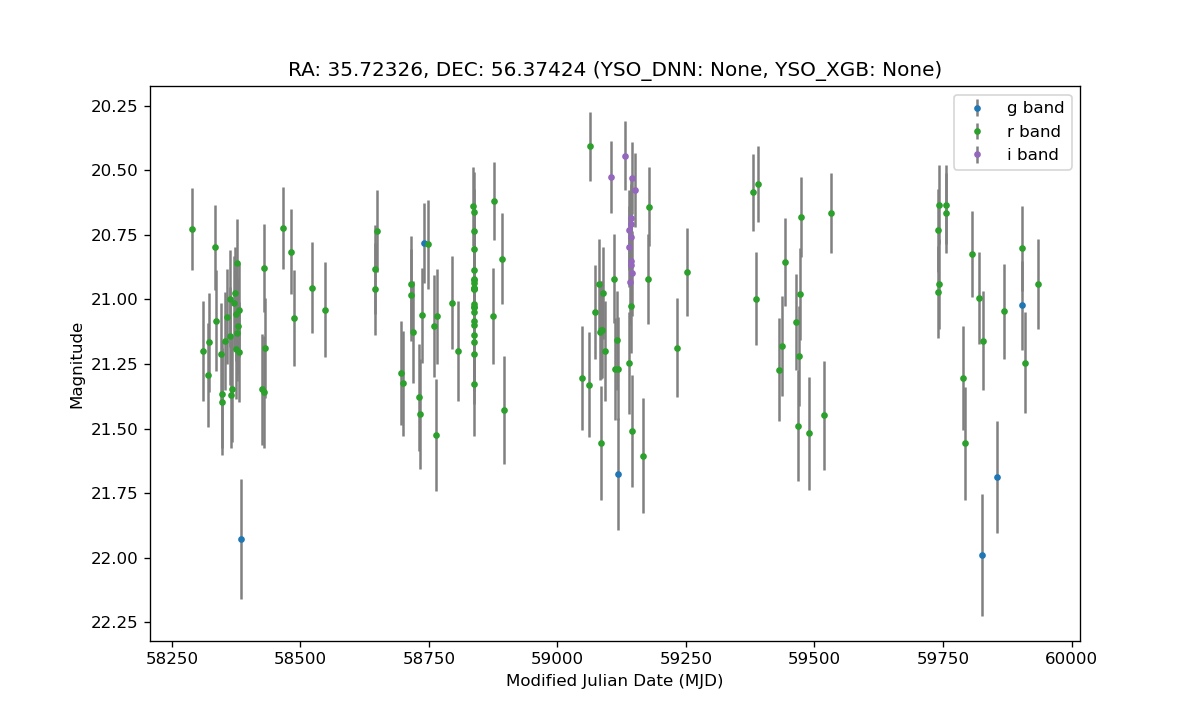 RA: 35.72326, DEC: 56.37424 (YSO_DNN: None, YSO_XGB: None)
g band
r band
i band
20.25
20.50
20.75
21.00
21.25
21.50
21.75
22.00
22.25
Magnitude
58250 58500 58750 59000 59250 59500 59750 60000
Modified Julian Date (MJD)